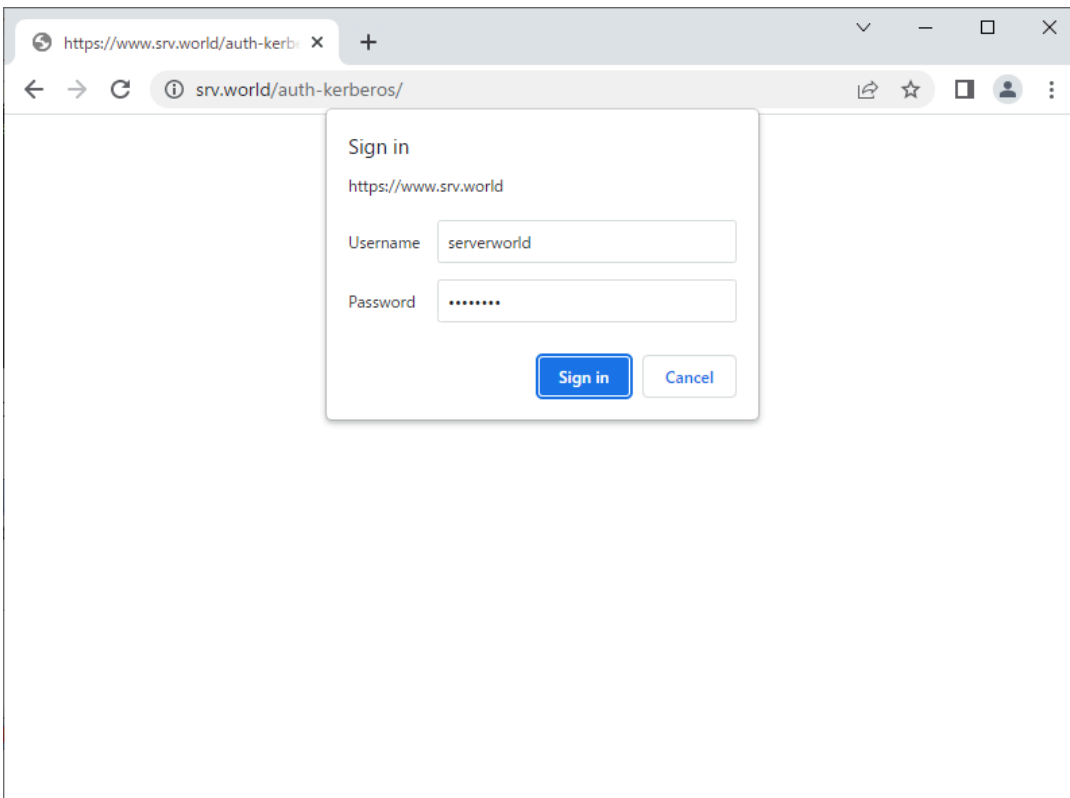 https://www.srv.world/auth-kerb
srv.world/auth-kerberos/
Sign in
https://www.srv.world
Username serverworld
Password ••••••••
Sign in Cancel